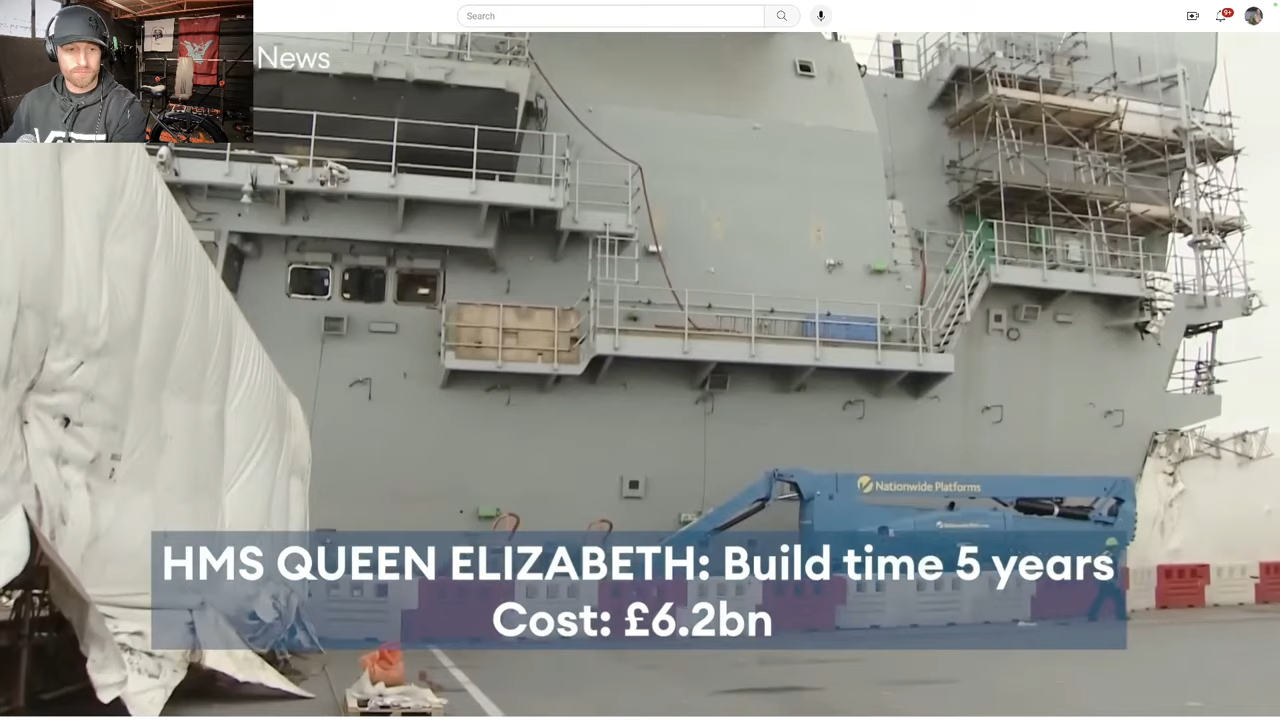 Search
9+
News
Nationwide Platforms
HMS QUEEN ELIZABETH: Build time 5 years
Cost: £6.2bn